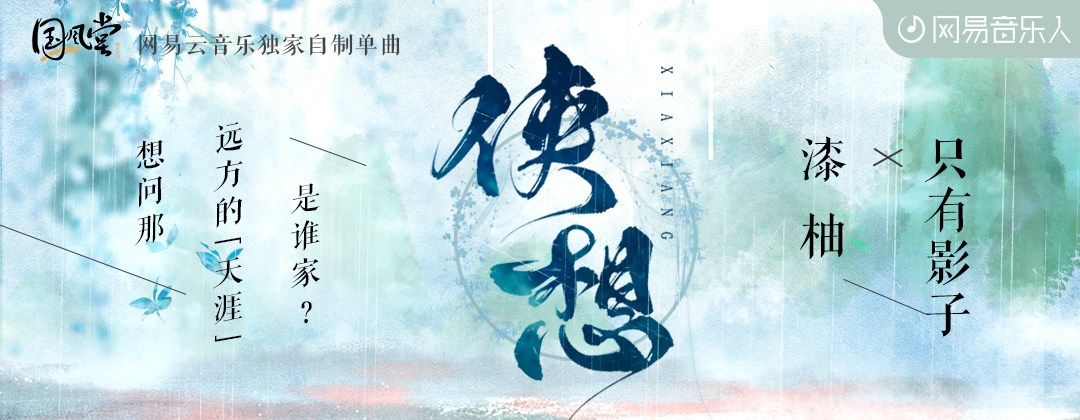 国风堂
网易云音乐独家自制单曲
网易音乐人
想问那
远方的「天涯」
是谁家？
侠想
XIAXIANG
漆柚
×
只有影子